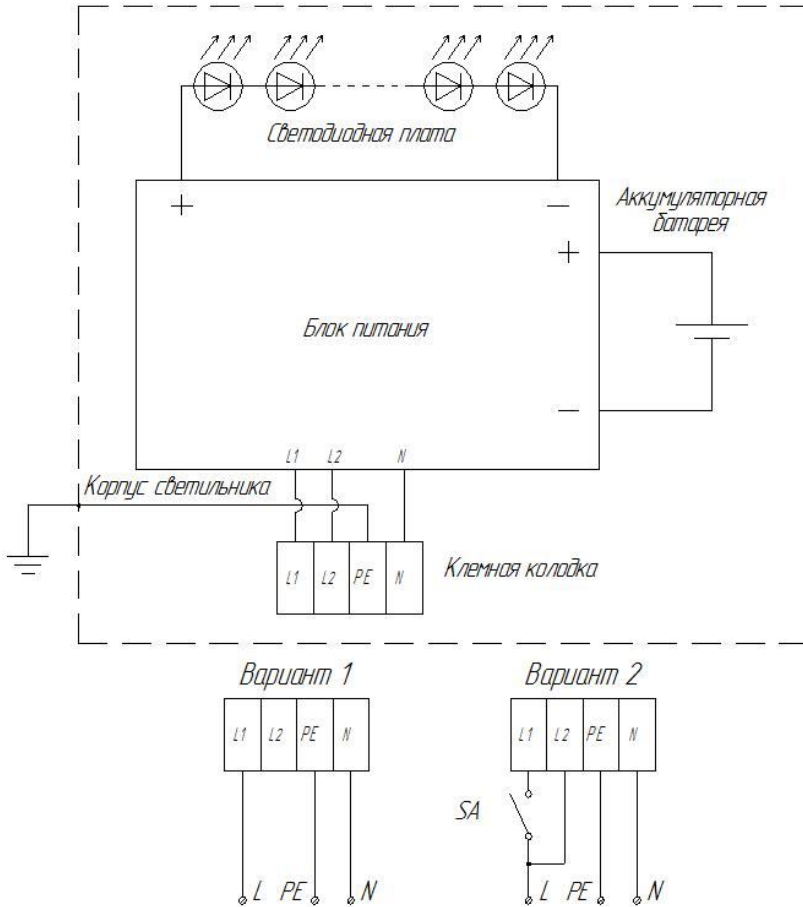 Светодиодная плата
+ −
Аккумуляторная
батарея
+
Блок питания
−
L1 L2 N
Корпус светильника
Клемная колодка
L1 L2 PE N
Вариант 1 Вариант 2
L1 L2 PE N L1 L2 PE N
SA
L PE N L PE N